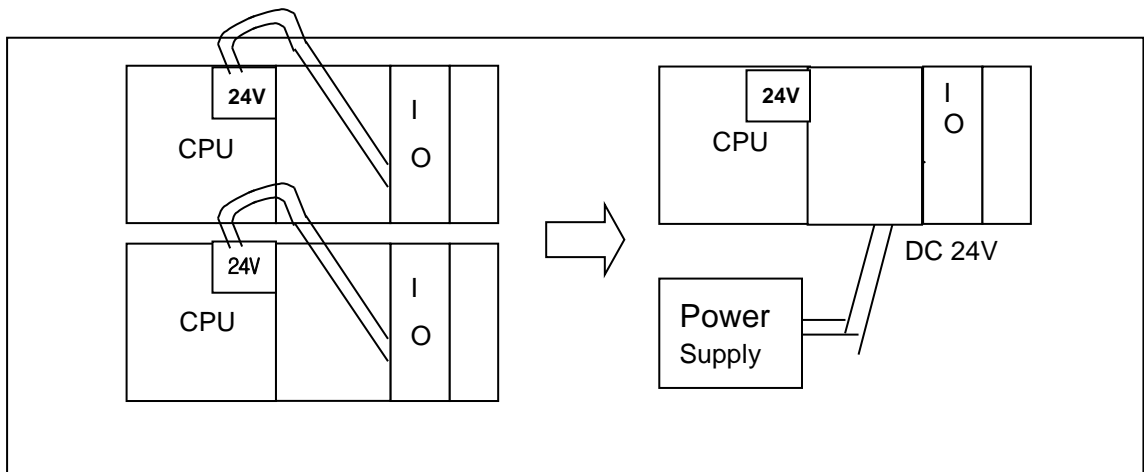 24V
CPU
I
O
24V
CPU
I
O
24V
CPU
I
O
DC 24V
Power
Supply